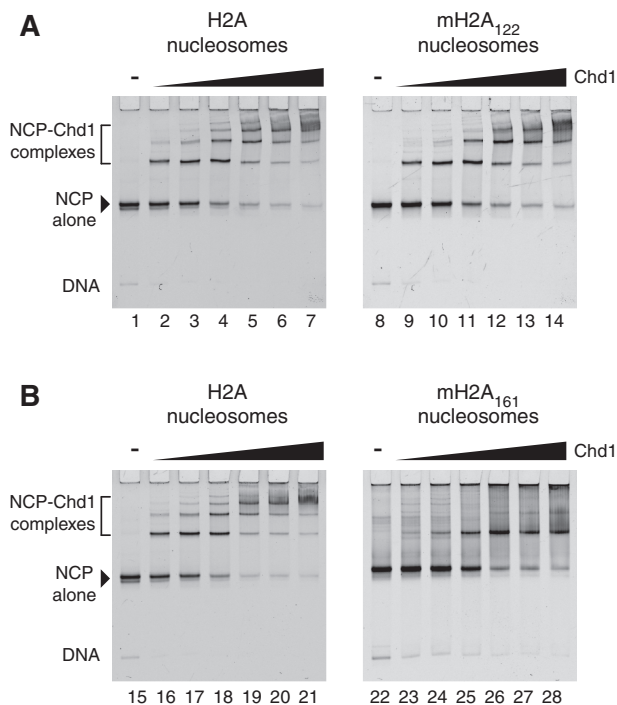 A
H2A
nucleosomes
mH2A122
nucleosomes
-
-
Chd1
NCP-Chd1
complexes
NCP
alone
DNA
1 2 3 4 5 6 7
8 9 10 11 12 13 14
B
H2A
nucleosomes
mH2A161
nucleosomes
-
-
Chd1
NCP-Chd1
complexes
NCP
alone
DNA
15 16 17 18 19 20 21
22 23 24 25 26 27 28